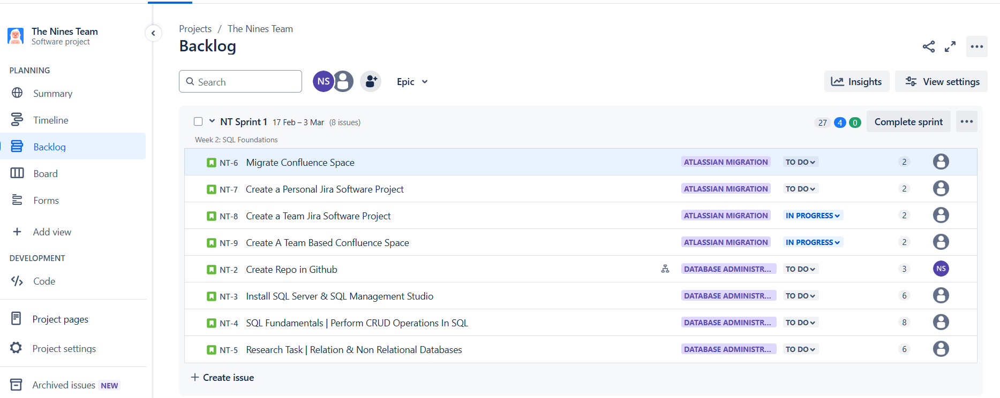 The Nines Team
Software project
PLANNING
Summary
Timeline
Backlog
Board
Forms
Add view
DEVELOPMENT
Code
Project pages
Project settings
Archived issues NEW
Projects / The Nines Team
Backlog
Search
NS
Epic
Insights
View settings
NT Sprint 1 17 Feb – 3 Mar (8 issues) 27 4 0 Complete sprint
Week 2: SQL Foundations
NT-6 Migrate Confluence Space ATLASSIAN MIGRATION TO DO 2
NT-7 Create a Personal Jira Software Project ATLASSIAN MIGRATION TO DO 2
NT-8 Create a Team Jira Software Project ATLASSIAN MIGRATION IN PROGRESS 2
NT-9 Create A Team Based Confluence Space ATLASSIAN MIGRATION IN PROGRESS 2
NT-2 Create Repo in Github DATABASE ADMINISTR... TO DO 3 NS
NT-3 Install SQL Server & SQL Management Studio DATABASE ADMINISTR... TO DO 6
NT-4 SQL Fundamentals | Perform CRUD Operations In SQL DATABASE ADMINISTR... TO DO 8
NT-5 Research Task | Relation & Non Relational Databases DATABASE ADMINISTR... TO DO 6
+ Create issue